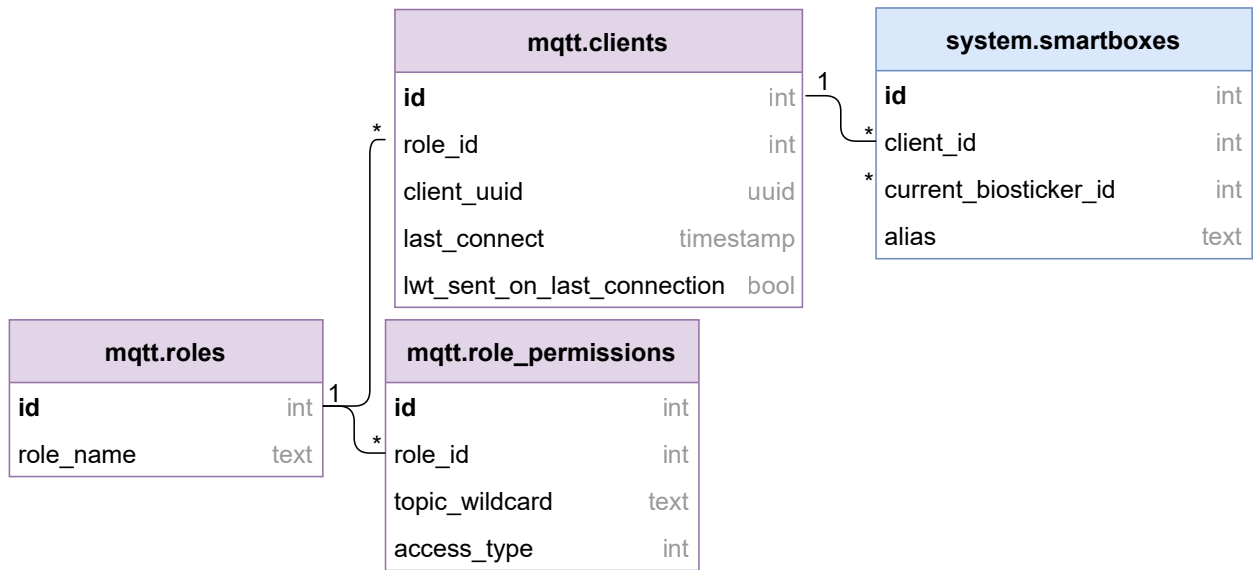 mqtt.clients
id int
role_id int
client_uuid uuid
last_connect timestamp
lwt_sent_on_last_connection bool
1
*
system.smartboxes
id int
* client_id int
* current_biosticker_id int
alias text
mqtt.roles
id int
role_name text
1
*
mqtt.role_permissions
id int
role_id int
topic_wildcard text
access_type int